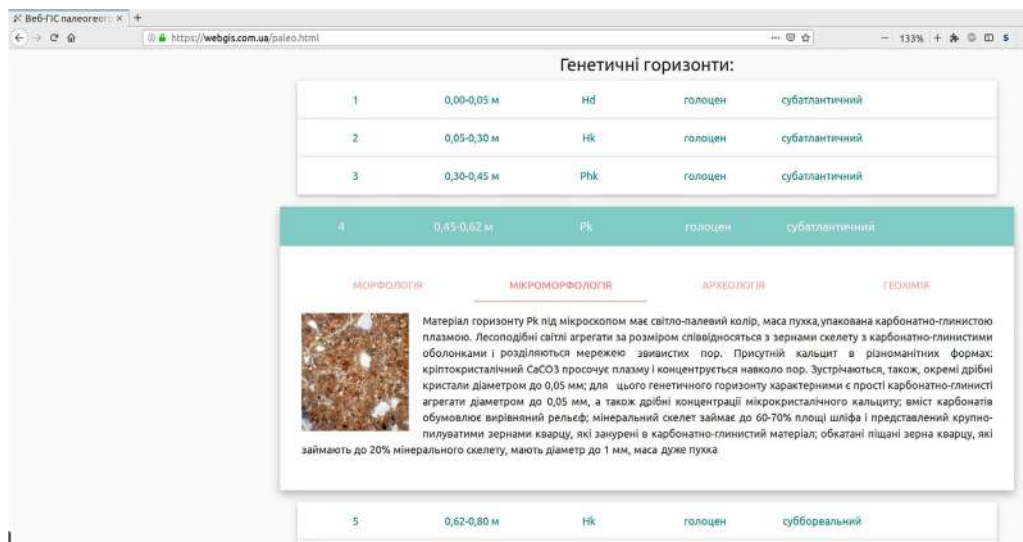 Веб-ГІС палеогеогр
https://webgis.com.ua/paleo.html
133%
Генетичні горизонти:
1 0,00-0,05 м Hd голоцен субатлантичний
2 0,05-0,30 м Hk голоцен субатлантичний
3 0,30-0,45 м Phk голоцен субатлантичний
4 0,45-0,62 м Pk голоцен субатлантичний
МОРФОЛОГІЯ МІКРОМОРФОЛОГІЯ АРХЕОЛОГІЯ ГЕОХІМІЯ
Матеріал горизонту Pk під мікроскопом має світло-палевий колір, маса пухка,упакована карбонатно-глинистою
плазмою. Лесоподібні світлі агрегати за розміром співвідносяться з зернами скелету з карбонатно-глинистими
оболонками і розділяються мережею звивистих пор. Присутній кальцит в різноманітних формах:
кріптокристалічний CaCO3 просочує плазму і концентрується навколо пор. Зустрічаються, також, окремі дрібні
кристали діаметром до 0,05 мм; для цього генетичного горизонту характерними є прості карбонатно-глинисті
агрегати діаметром до 0,05 мм, а також дрібні концентрації мікрокристалічного кальциту; вміст карбонатів
обумовлює вирівняний рельєф; мінеральний скелет займає до 60-70% площі шліфа і представлений крупно-
пилуватими зернами кварцу, які занурені в карбонатно-глинистий матеріал; обкатані піщані зерна кварцу, які
займають до 20% мінерального скелету, мають діаметр до 1 мм, маса дуже пухка
5 0,62-0,80 м Hk голоцен суббореальний